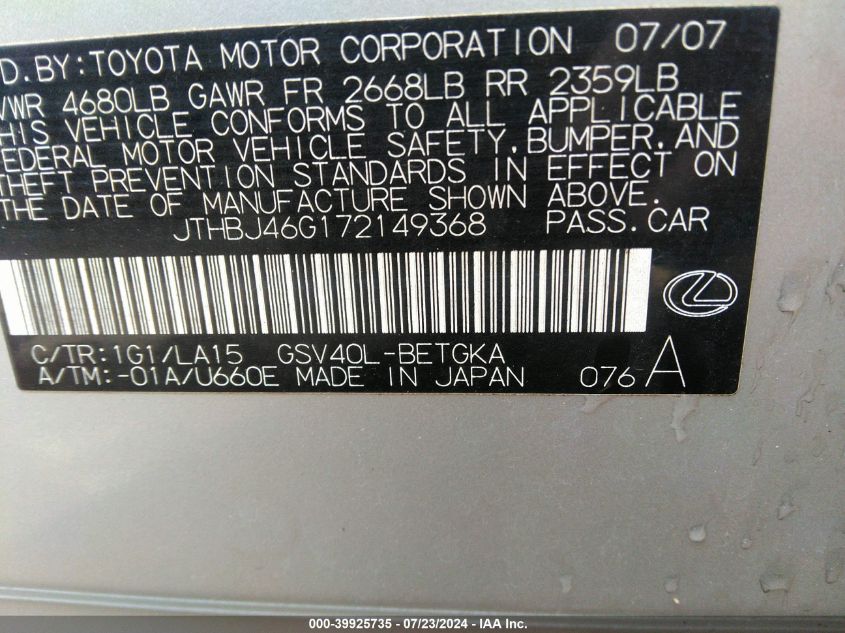 D. BY: TOYOTA MOTOR CORPORATION 07/07
VWR 4680LB GAWR FR 2668LB RR 2359LB
HIS VEHICLE CONFORMS TO ALL APPLICABLE
EDERAL MOTOR VEHICLE SAFETY, BUMPER, AND
THEFT PREVENTION STANDARDS IN EFFECT ON
THE DATE OF MANUFACTURE SHOWN ABOVE.
JTHBJ46G172149368 PASS. CAR
C/TR: 1G1/LA15 GSV40L-BETGKA
A/TM: -01A/U660E MADE IN JAPAN 076 A
000-39925735 - 07/23/2024 - IAA Inc.